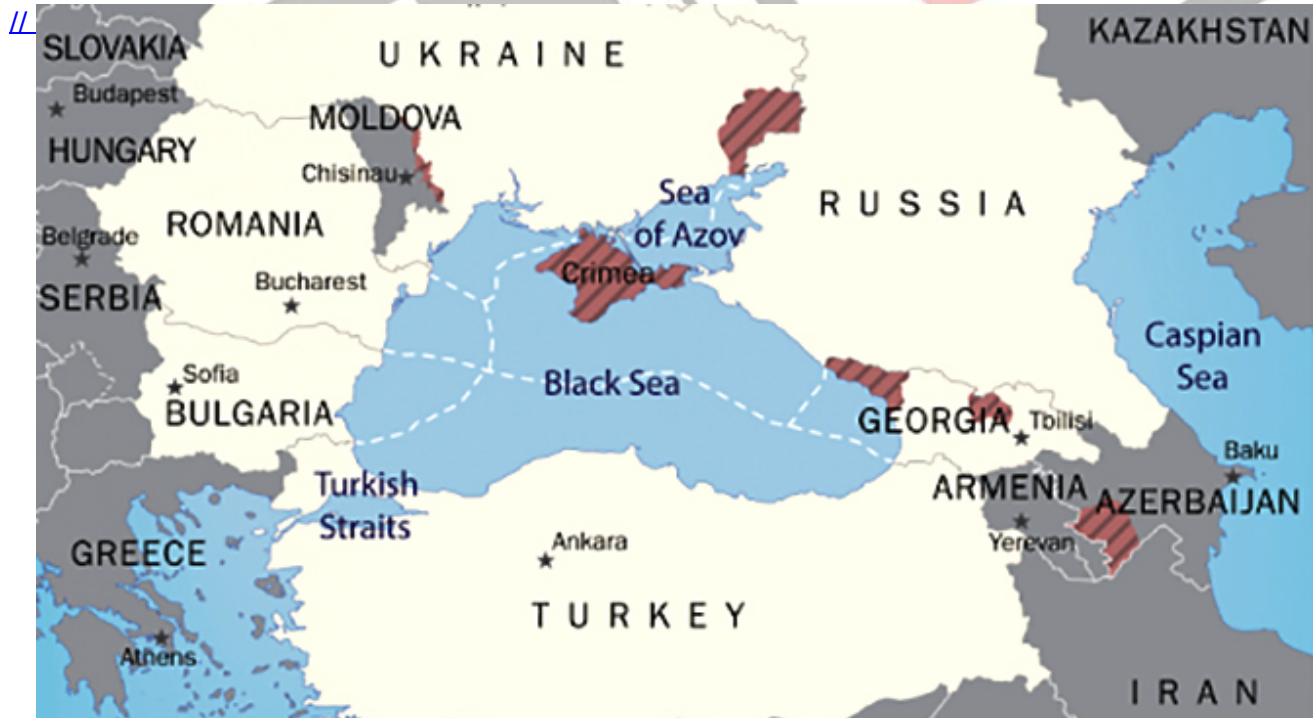 //
UKRAINE
KAZAKHSTAN
SLOVAKIA
Budapest
MOLDOVA
HUNGARY
Chisinau
Sea
of Azov
RUSSIA
ROMANIA
Belgrade
Crimea
Bucharest
SERBIA
Caspian
Sea
Sofia
Black Sea
BULGARIA
GEORGIA
Tbilisi
Baku
Turkish
Straits
ARMENIA
AZERBAIJAN
Ankara
Yerevan
GREECE
TURKEY
Athens
IRAN